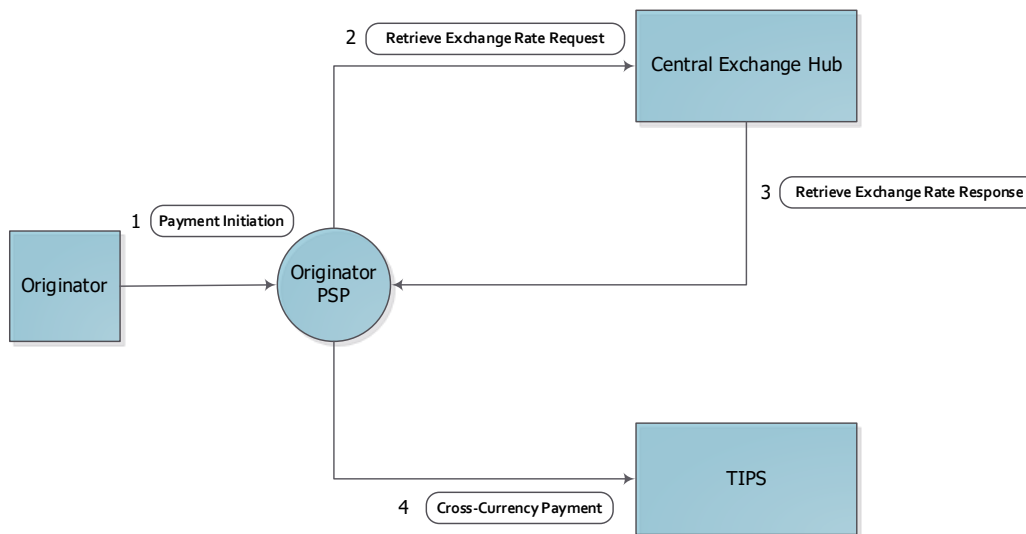 2 Retrieve Exchange Rate Request
Central Exchange Hub
3 Retrieve Exchange Rate Response
1 Payment Initiation
Originator
Originator
PSP
TIPS
4 Cross-Currency Payment